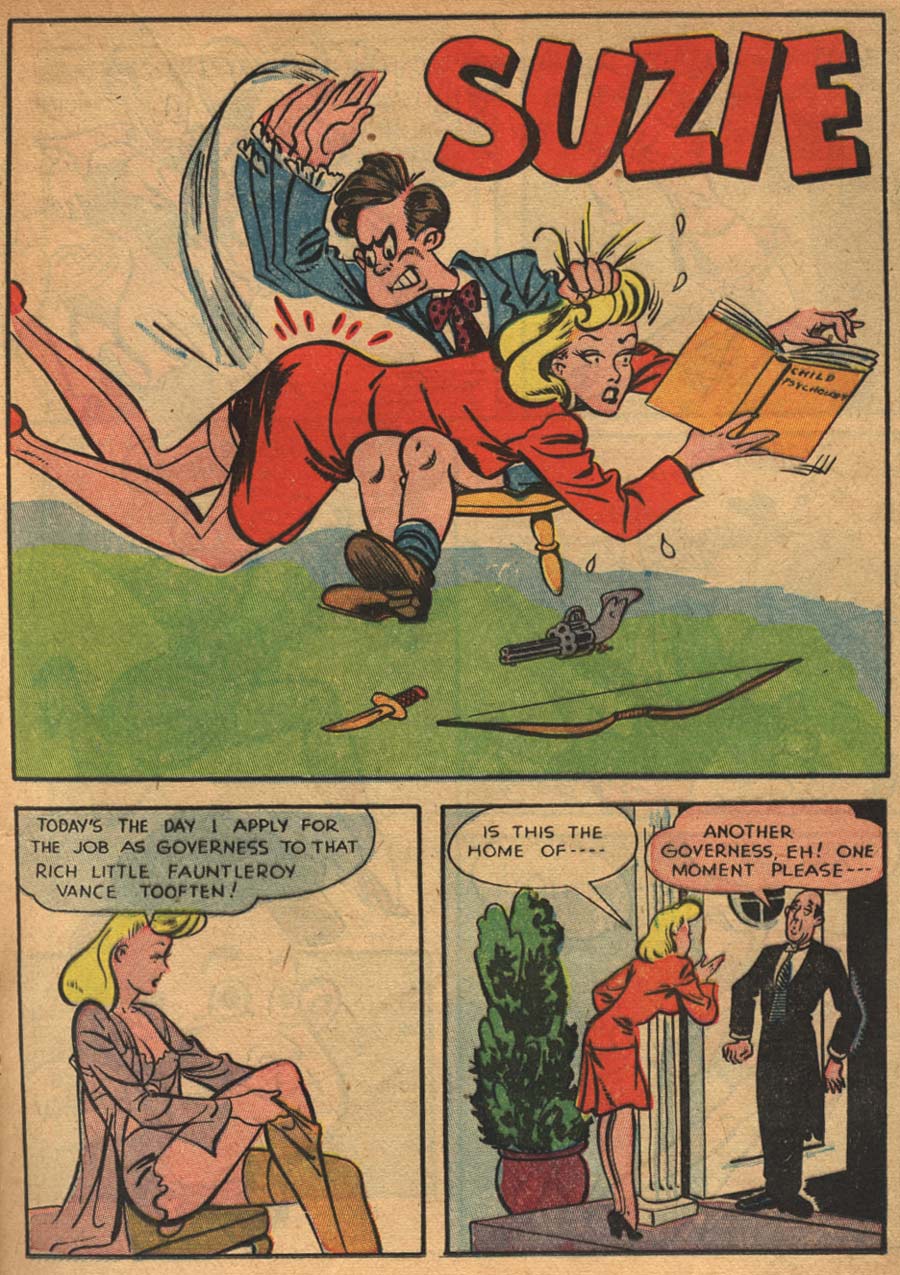 SUZIE
CHILD
PSYCHOLOGY
TODAY'S THE DAY I APPLY FOR
THE JOB AS GOVERNESS TO THAT
RICH LITTLE FAUNTLEROY
VANCE TOOFTEN!
IS THIS THE
HOME OF----
ANOTHER
GOVERNESS, EH! ONE
MOMENT PLEASE---